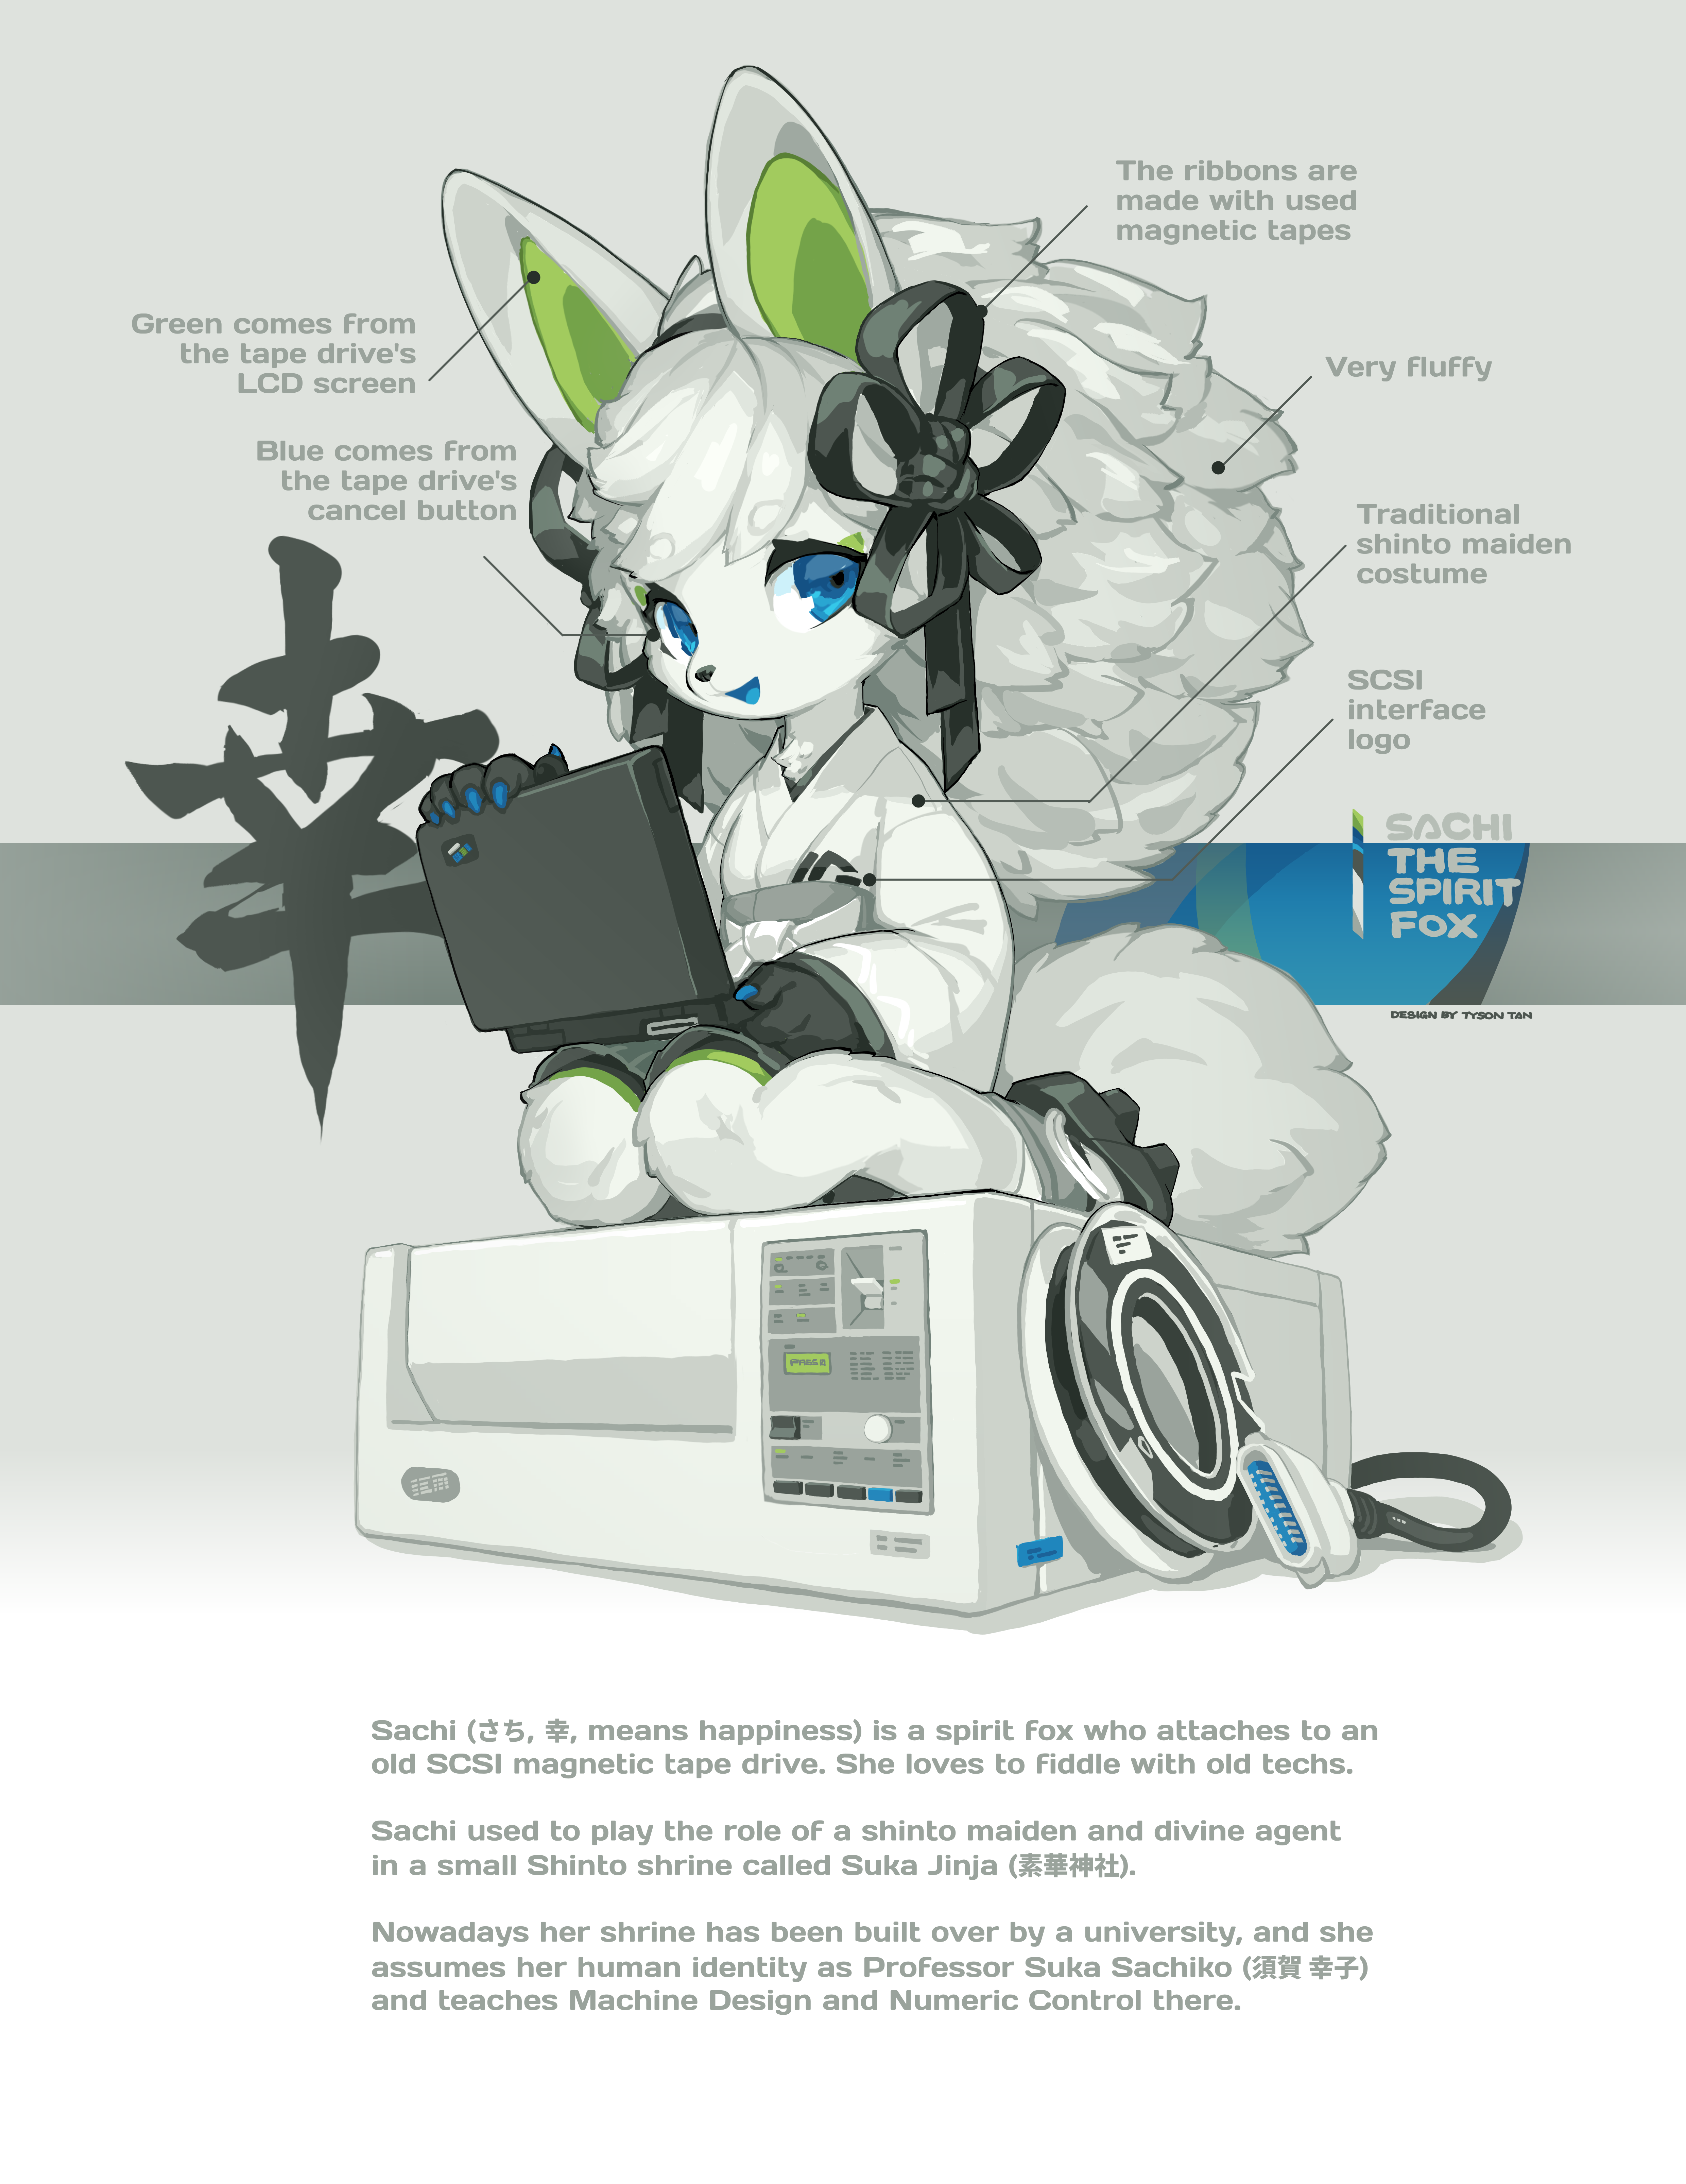 The ribbons are
made with used
magnetic tapes
Green comes from
the tape drive's
LCD screen
Very fluffy
Blue comes from
the tape drive's
cancel button
Traditional
shinto maiden
costume
SCSI
interface
logo
幸
SACHI
THE
SPIRIT
FOX
DESIGN BY TYSON TAN
Sachi (さち, 幸, means happiness) is a spirit fox who attaches to an
old SCSI magnetic tape drive. She loves to fiddle with old techs.
Sachi used to play the role of a shinto maiden and divine agent
in a small Shinto shrine called Suka Jinja (素華神社).
Nowadays her shrine has been built over by a university, and she
assumes her human identity as Professor Suka Sachiko (須賀 幸子)
and teaches Machine Design and Numeric Control there.